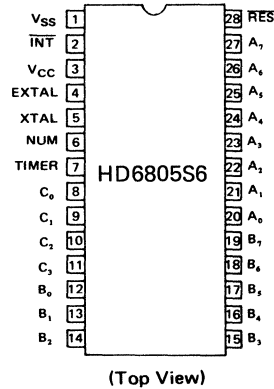 VSS 1 28 RES
INT 2 27 A7
VCC 3 26 A6
EXTAL 4 25 A5
XTAL 5 24 A4
NUM 6 23 A3
TIMER 7 22 A2
HD6805S6
C0 8 21 A1
C1 9 20 A0
C2 10 19 B7
C3 11 18 B6
B0 12 17 B5
B1 13 16 B4
B2 14 15 B3
(Top View)